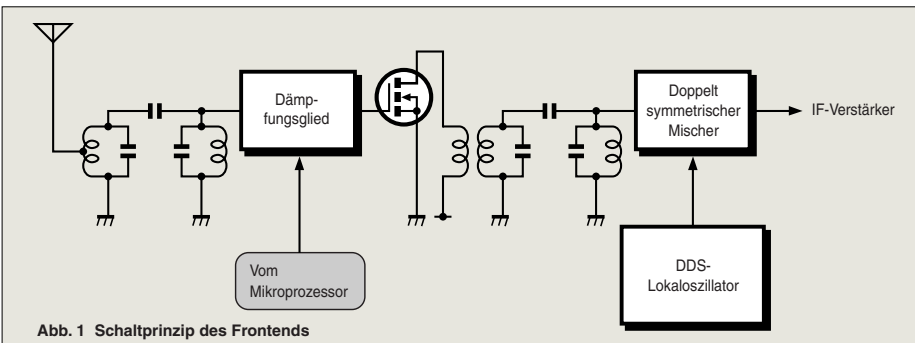 Dämp-
fungsglied
Doppelt
symmetrischer
Mischer
IF-Verstärker
Vom
Mikroprozessor
DDS-
Lokaloszillator
Abb. 1 Schaltprinzip des Frontends